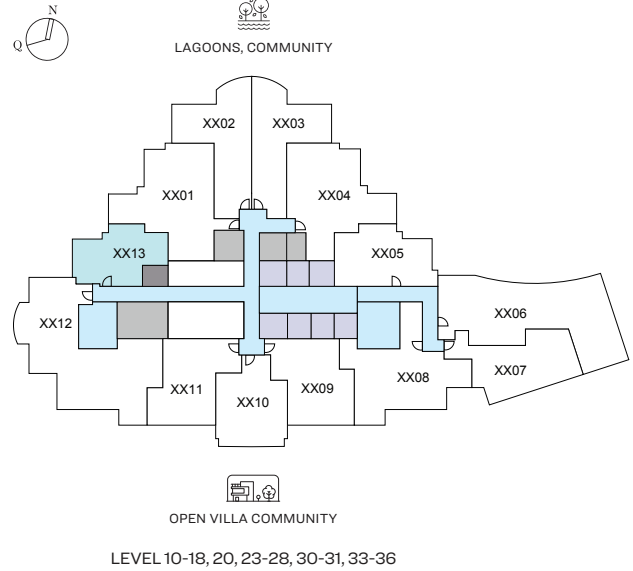 N
Q
LAGOONS, COMMUNITY
XX02
XX03
XX01
XX04
XX13
XX05
XX12
XX06
XX11
XX10
XX09
XX08
XX07
OPEN VILLA COMMUNITY
LEVEL 10-18, 20, 23-28, 30-31, 33-36